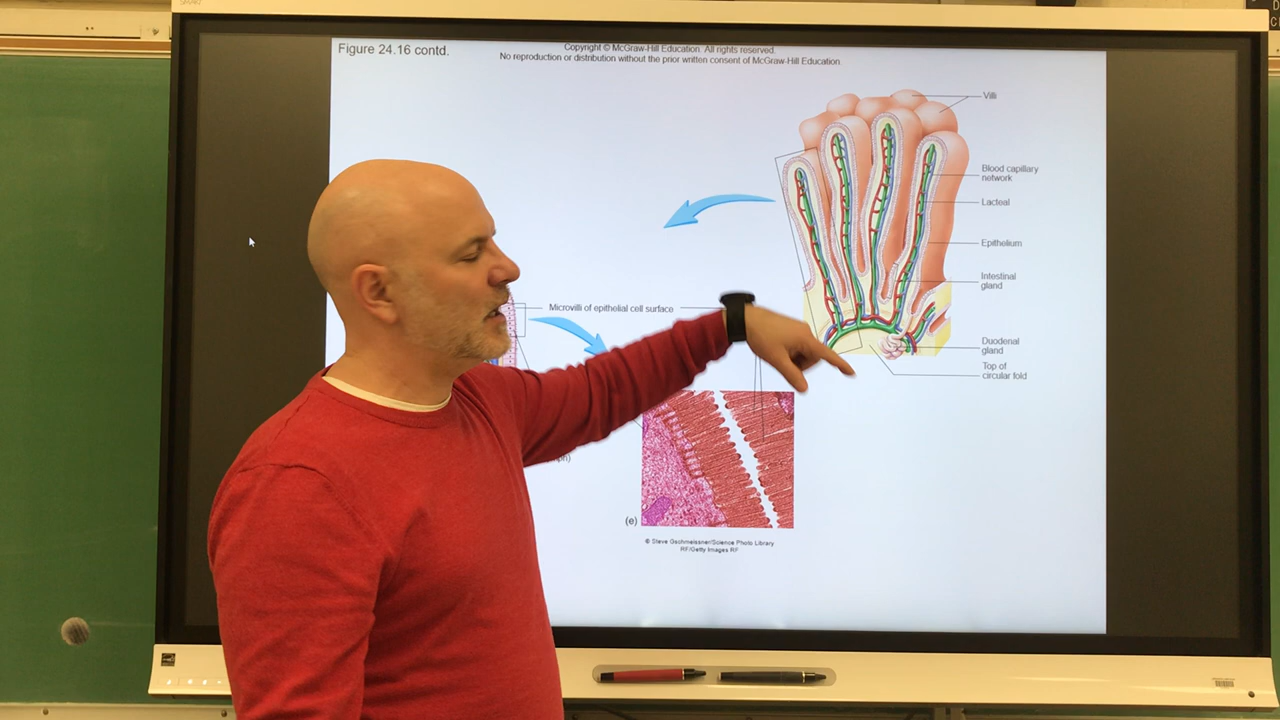 SMART
Figure 24.16 contd.
Copyright © McGraw-Hill Education. All rights reserved.
No reproduction or distribution without the prior written consent of McGraw-Hill Education.
Villi
Blood capillary
network
Lacteal
Epithelium
Intestinal
gland
Microvilli of epithelial cell surface
Duodenal
gland
Top of
circular fold
(e)
© Steve Gschmeissner/Science Photo Library
RF/Getty Images RF